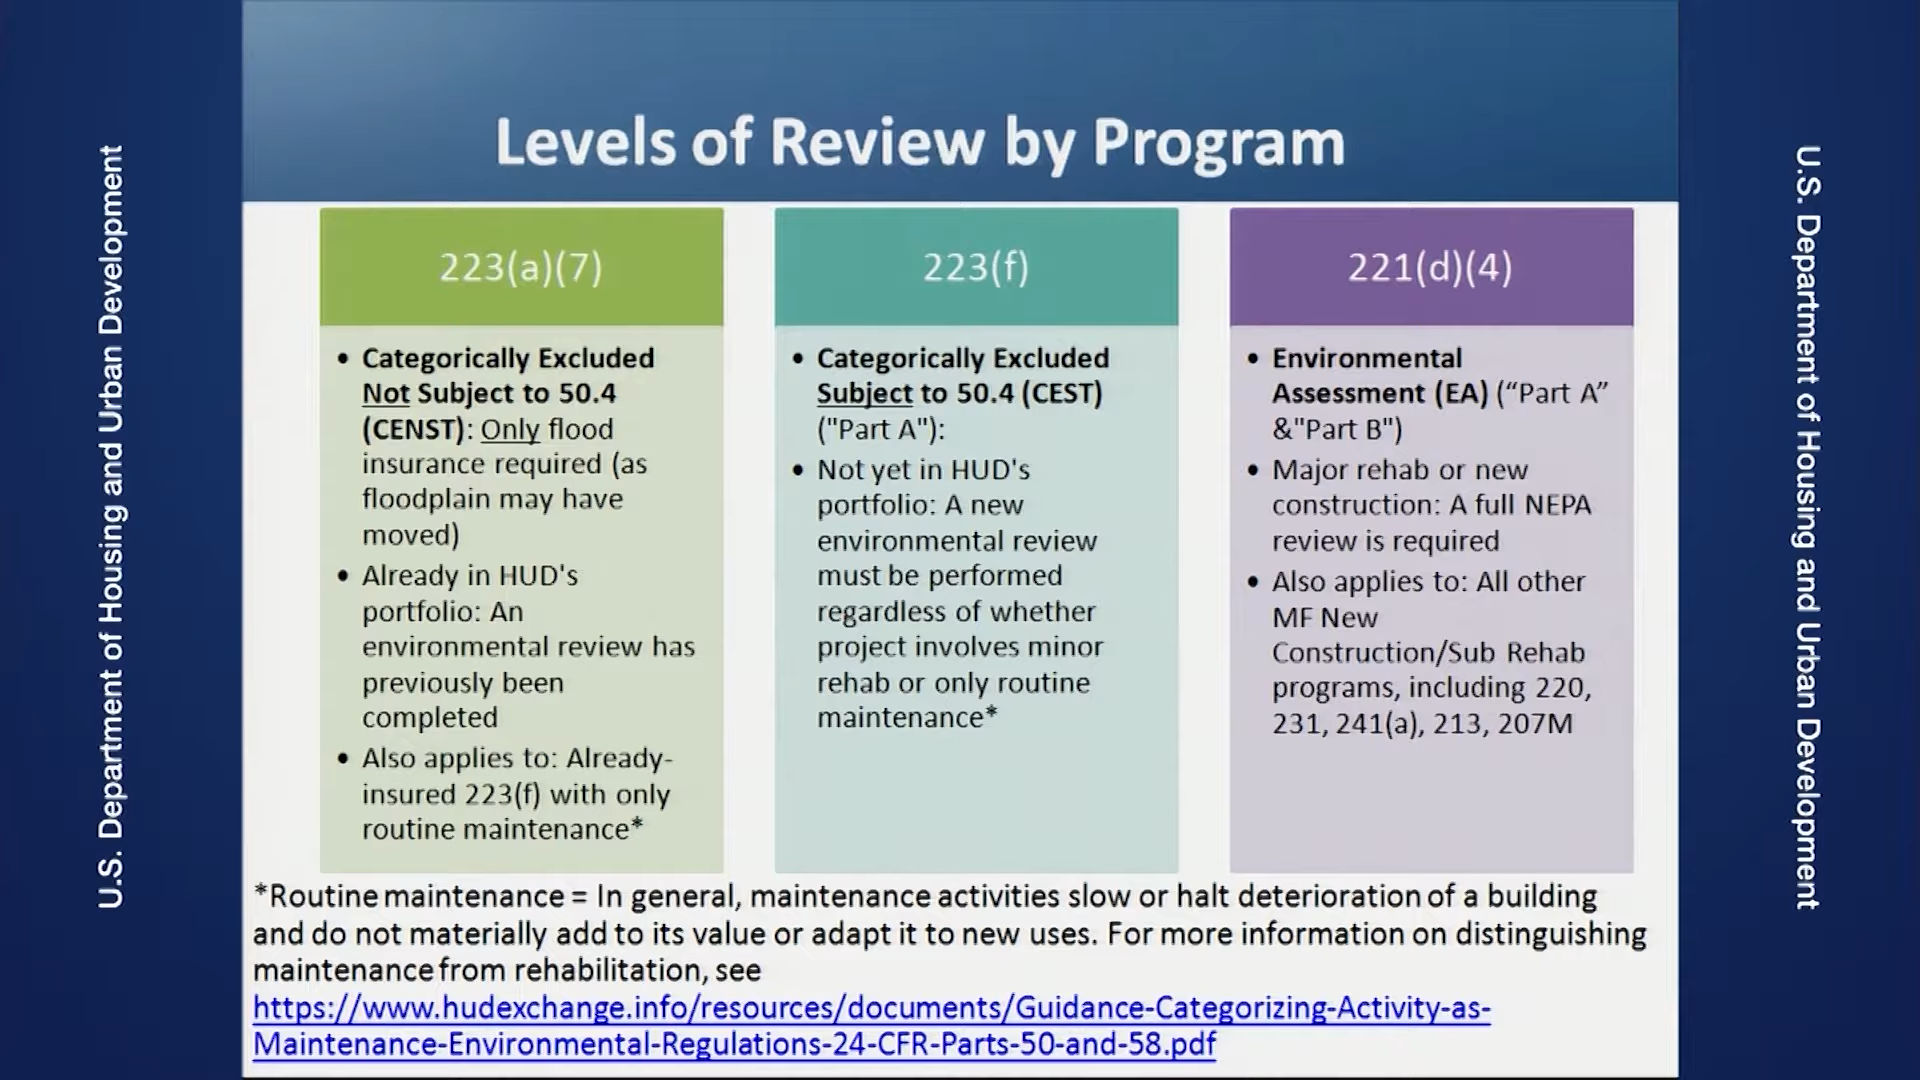 Levels of Review by Program
U.S. Department of Housing and Urban Development
223(a)(7)
• Categorically Excluded
Not Subject to 50.4
(CENST): Only flood
insurance required (as
floodplain may have
moved)
• Already in HUD's
portfolio: An
environmental review has
previously been
completed
• Also applies to: Already-
insured 223(f) with only
routine maintenance*
223(f)
• Categorically Excluded
Subject to 50.4 (CEST)
("Part A"):
• Not yet in HUD's
portfolio: A new
environmental review
must be performed
regardless of whether
project involves minor
rehab or only routine
maintenance*
221(d)(4)
• Environmental
Assessment (EA) (“Part A”
&"Part B")
• Major rehab or new
construction: A full NEPA
review is required
• Also applies to: All other
MF New
Construction/Sub Rehab
programs, including 220,
231, 241(a), 213, 207M
*Routine maintenance = In general, maintenance activities slow or halt deterioration of a building
and do not materially add to its value or adapt it to new uses. For more information on distinguishing
maintenance from rehabilitation, see
https://www.hudexchange.info/resources/documents/Guidance-Categorizing-Activity-as-
Maintenance-Environmental-Regulations-24-CFR-Parts-50-and-58.pdf
U.S. Department of Housing and Urban Development